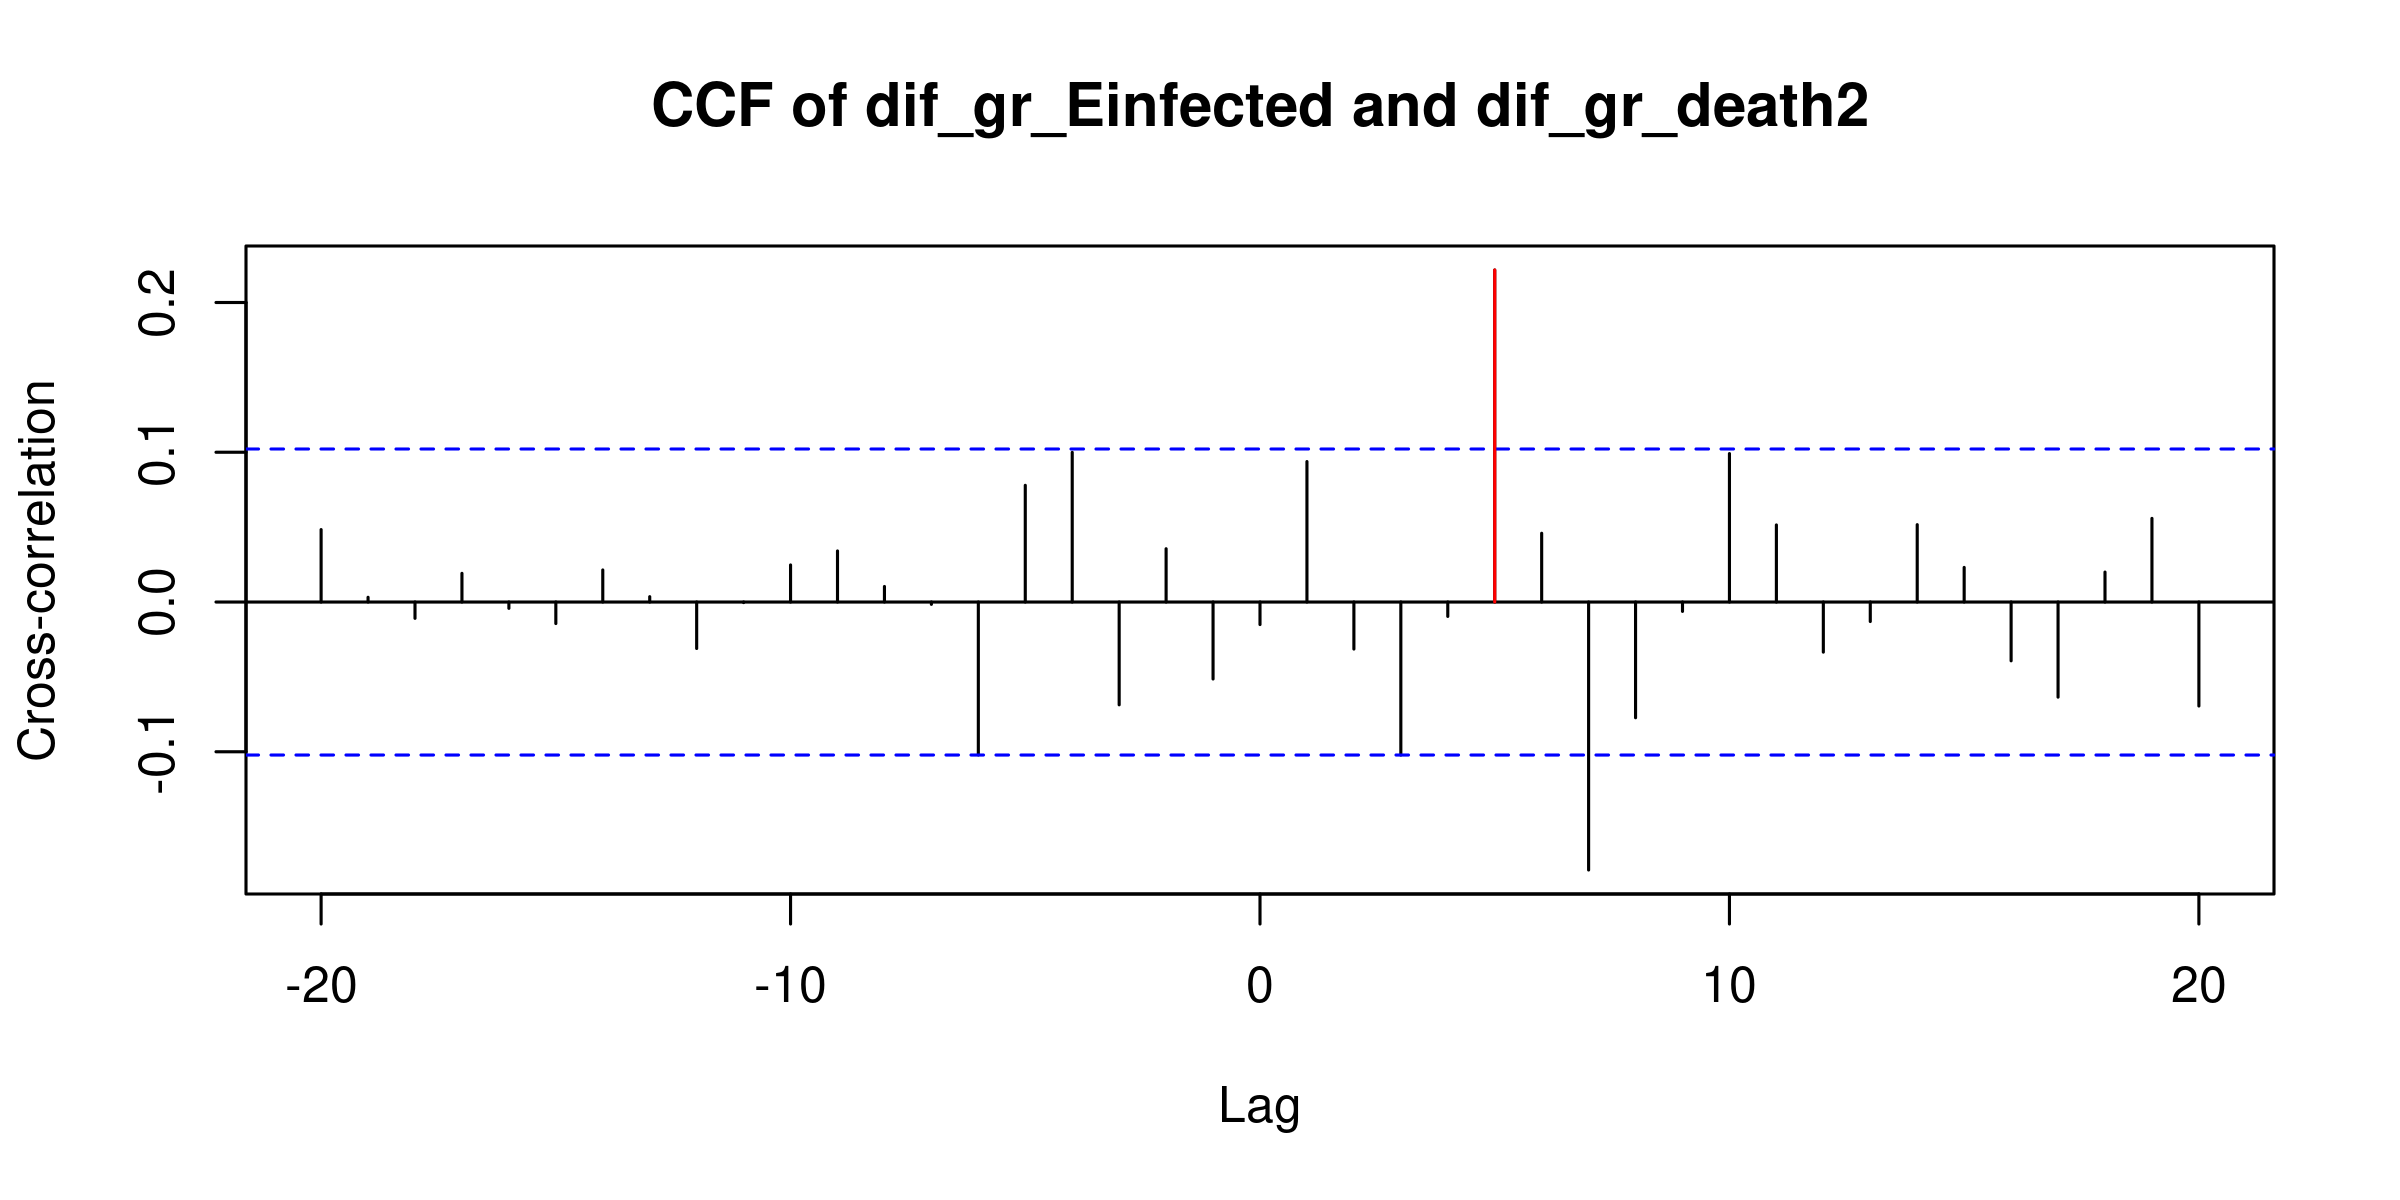 CCF of dif_gr_Einfected and dif_gr_death2
Cross-correlation
0.2
0.1
0.0
-0.1
-20 -10 0 10 20
Lag